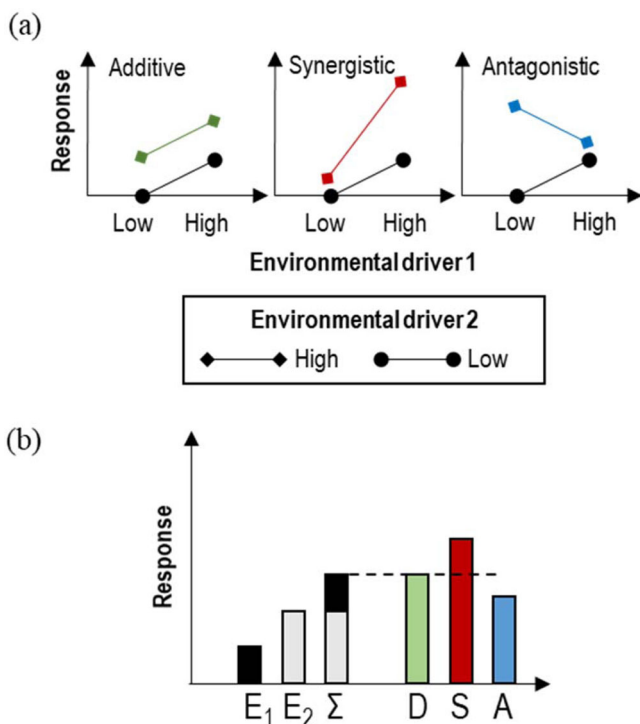 (a)
Additive Synergistic Antagonistic
Response
Low High Low High Low High
Environmental driver 1
Environmental driver 2
High Low
(b)
Response
E₁ E₂ Σ D S A